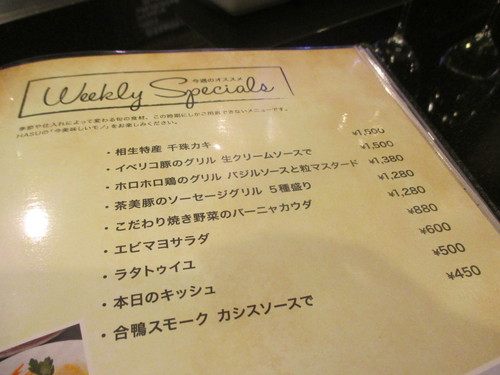 今週のオススメ
Weekly Specials
季節や仕入れによって変わる旬の食材、この時期にしかご用意できないメニューです。
HASUの「今美味しいモノ」をお楽しみください。
・相生特産 千珠カキ ¥1,500
・イベリコ豚のグリル 生クリームソースで ¥1,500
・ホロホロ鶏のグリル バジルソースと粒マスタード ¥1,380
・茶美豚のソーセージグリル 5種盛り ¥1,280
・こだわり焼き野菜のバーニャカウダ ¥1,280
・エビマヨサラダ ¥880
・ラタトゥイユ ¥600
・本日のキッシュ ¥500
・合鴨スモーク カシスソースで ¥450